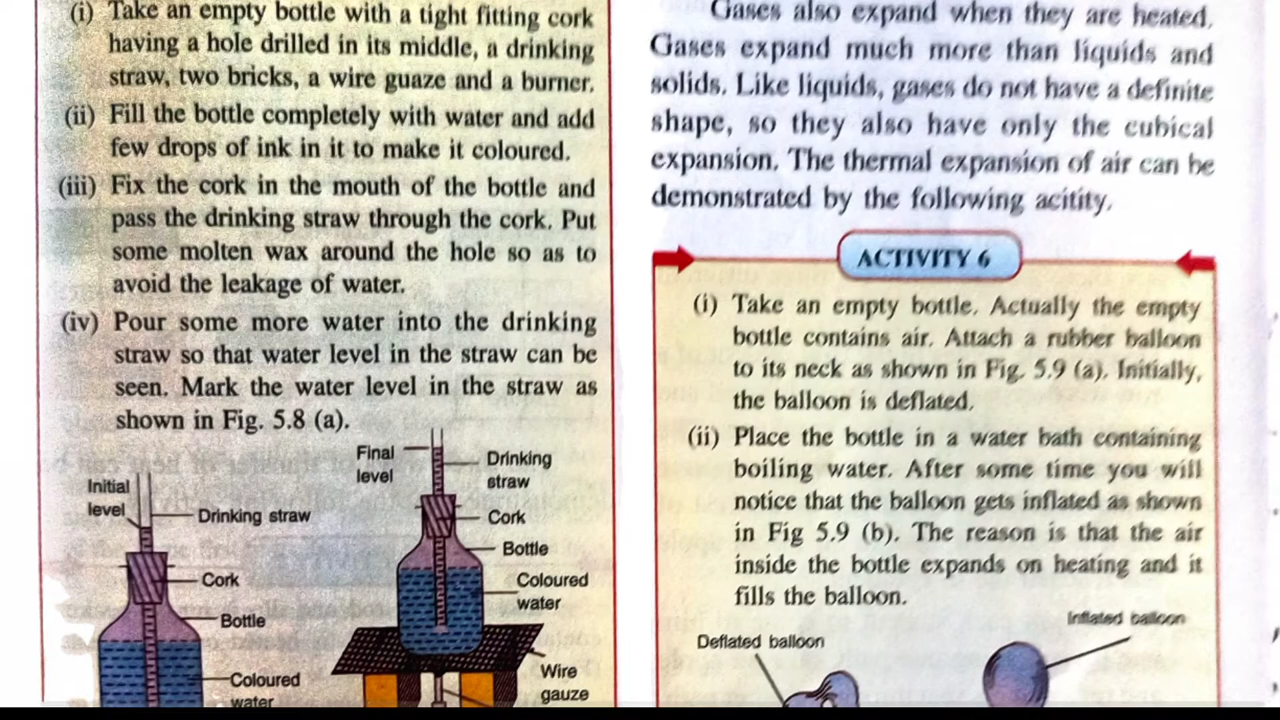 (i) Take an empty bottle with a tight fitting cork
having a hole drilled in its middle, a drinking
straw, two bricks, a wire guaze and a burner.
(ii) Fill the bottle completely with water and add
few drops of ink in it to make it coloured.
(iii) Fix the cork in the mouth of the bottle and
pass the drinking straw through the cork. Put
some molten wax around the hole so as to
avoid the leakage of water.
(iv) Pour some more water into the drinking
straw so that water level in the straw can be
seen. Mark the water level in the straw as
shown in Fig. 5.8 (a).
Initial
level
Drinking straw
Cork
Bottle
Coloured
water
Final
level
Drinking
straw
Cork
Bottle
Coloured
water
Wire
gauze
Gases also expand when they are heated.
Gases expand much more than liquids and
solids. Like liquids, gases do not have a definite
shape, so they also have only the cubical
expansion. The thermal expansion of air can be
demonstrated by the following acitity.
ACTIVITY 6
(i) Take an empty bottle. Actually the empty
bottle contains air. Attach a rubber balloon
to its neck as shown in Fig. 5.9 (a). Initially,
the balloon is deflated.
(ii) Place the bottle in a water bath containing
boiling water. After some time you will
notice that the balloon gets inflated as shown
in Fig 5.9 (b). The reason is that the air
inside the bottle expands on heating and it
fills the balloon.
Deflated balloon
Inflated balloon